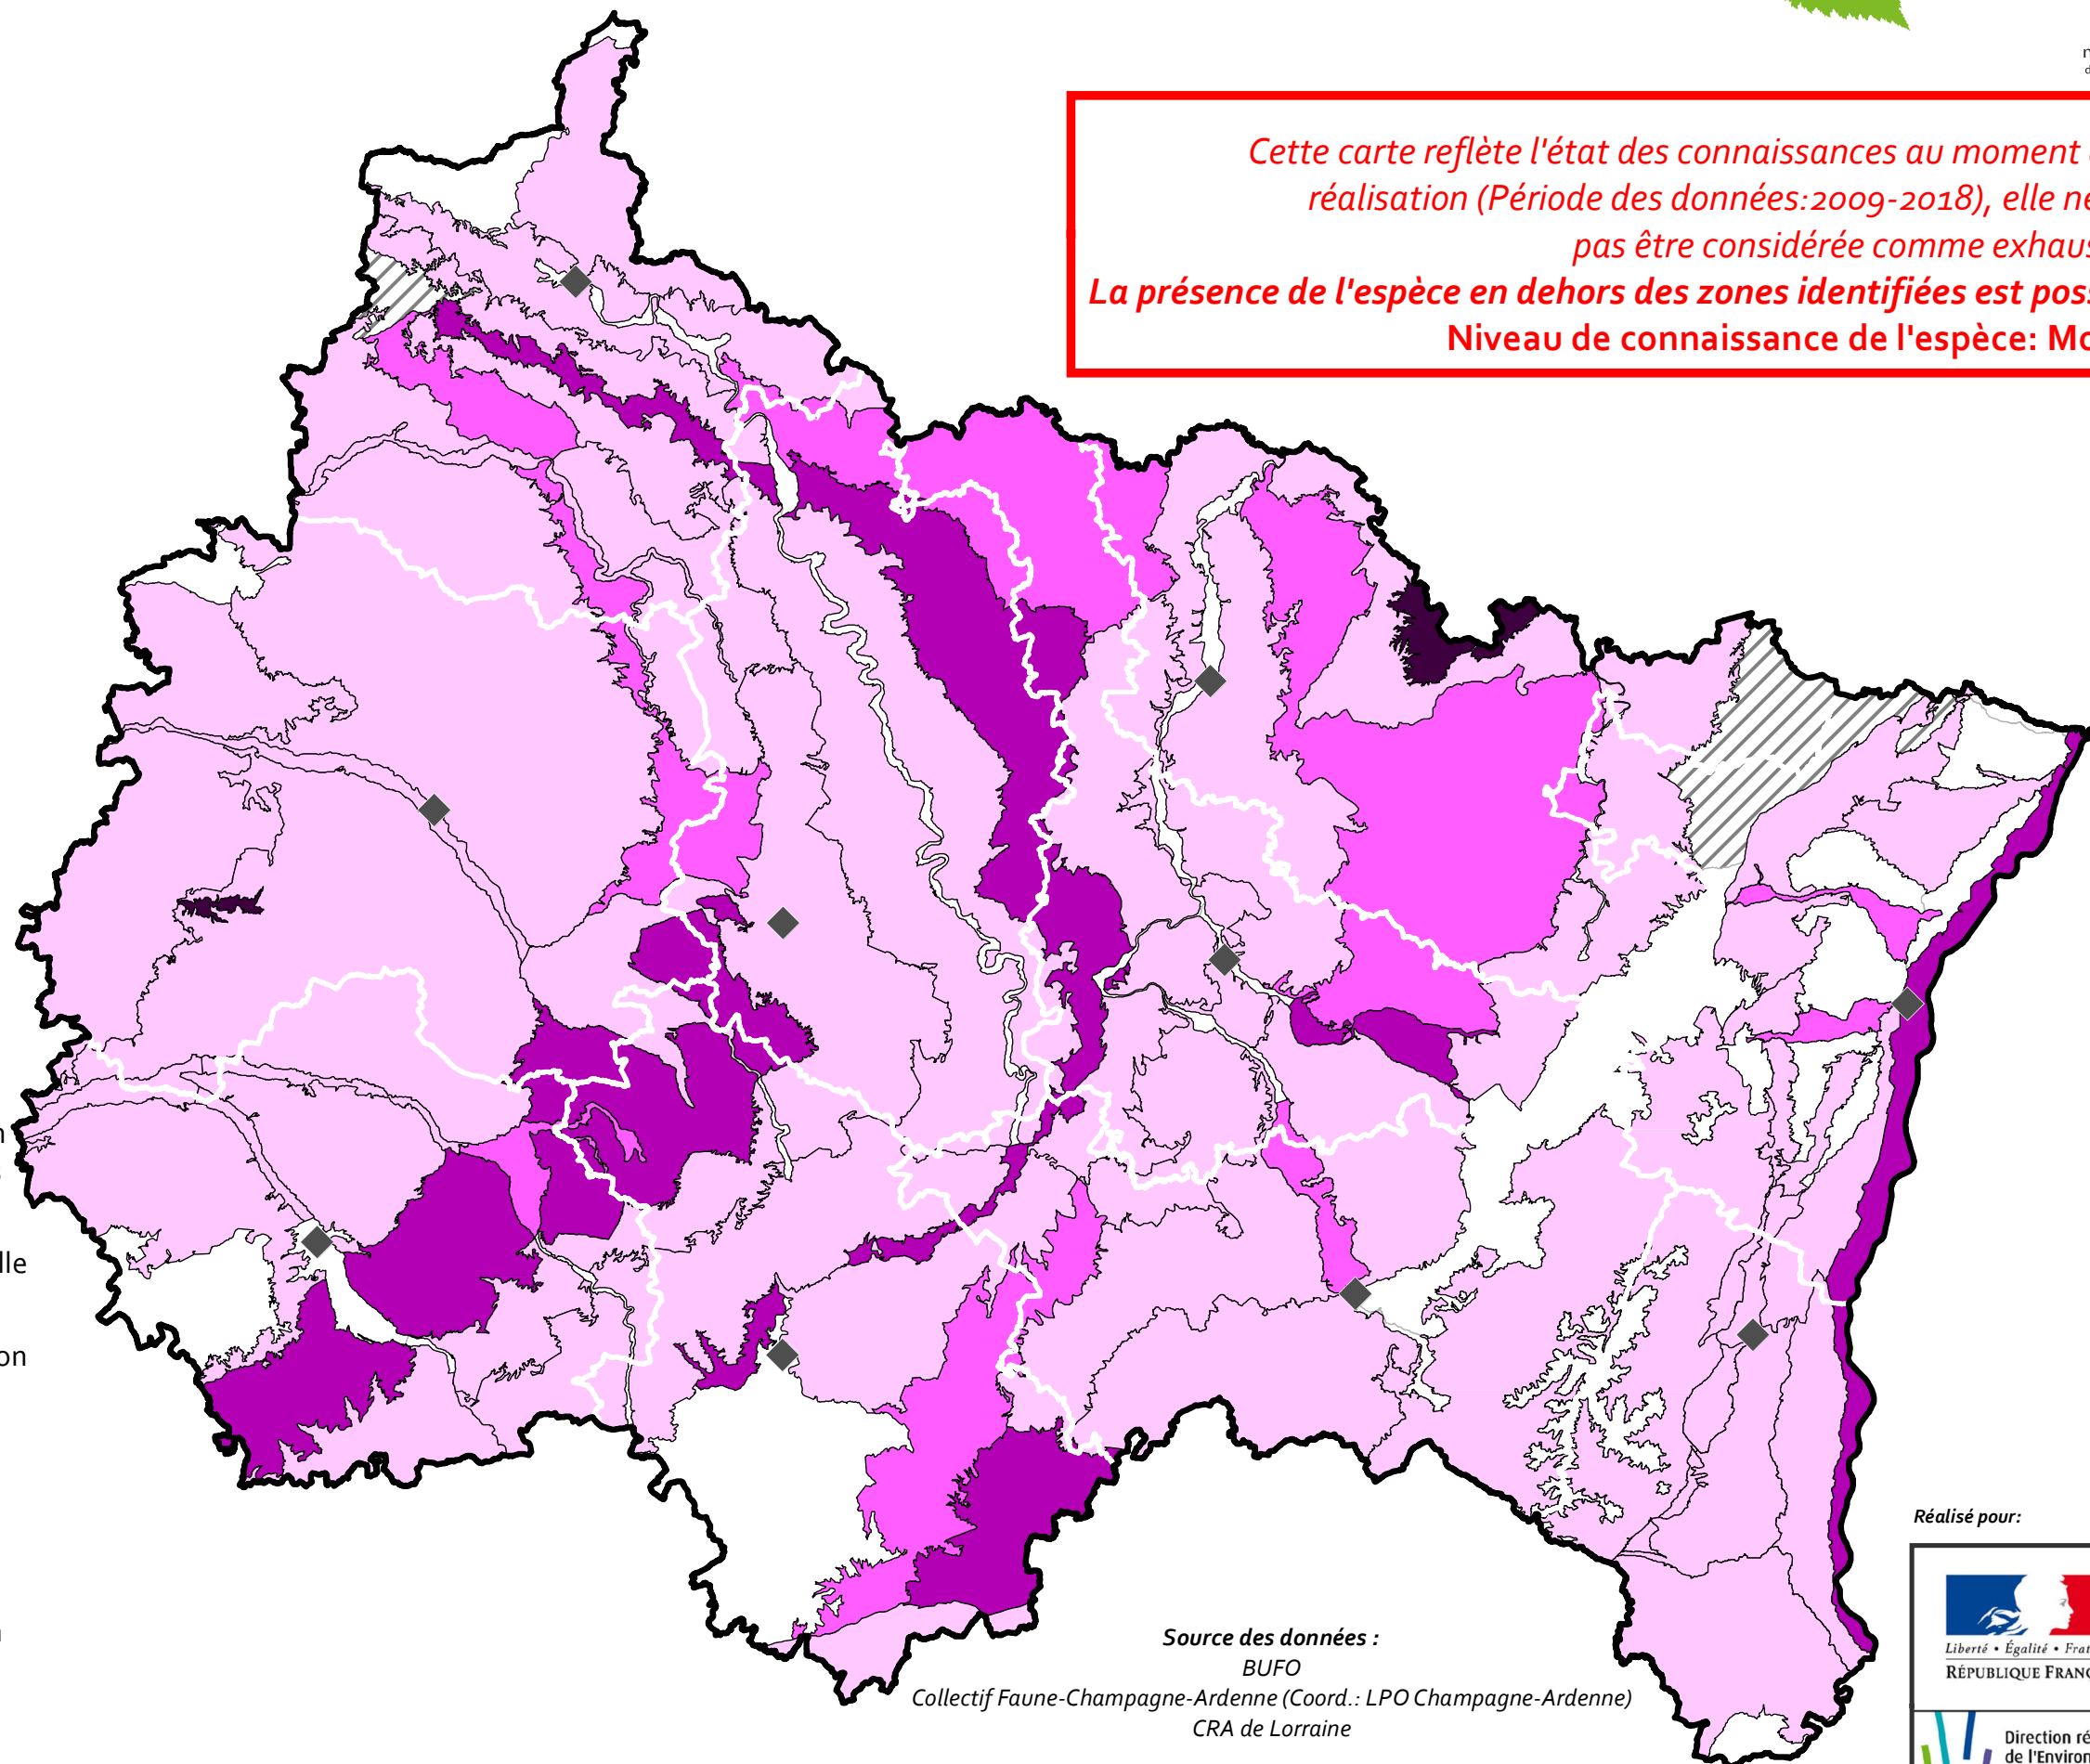 Cette carte reflète l'état des connaissances au moment
réalisation (Période des données:2009-2018), elle ne
pas être considérée comme
La présence de l'espèce en dehors des zones identifiées est
Niveau de connaissance de l'espèce:
Réalisé pour:
Source des données :
BUFO
Collectif Faune-Champagne-Ardenne (Coord.: LPO Champagne-Ardenne)
CRA de Lorraine
Liberté • Égalité •
RÉPUBLIQUE
Direction
de